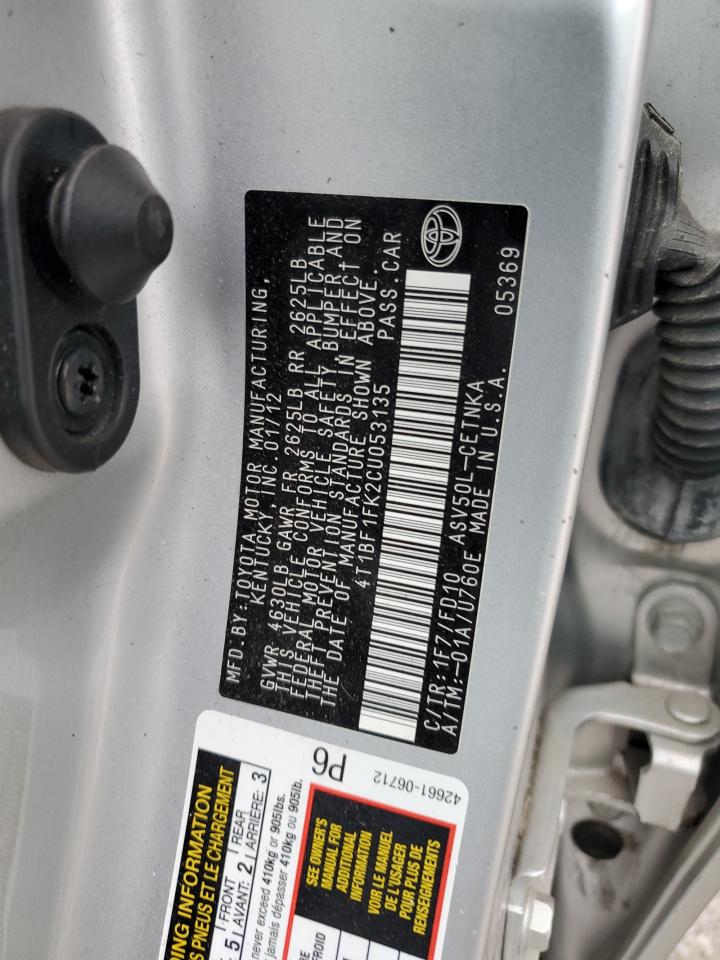 MFD. BY: TOYOTA MOTOR MANUFACTURING,
KENTUCKY, INC. 01/12
GVWR 4630LB GAWR FR 2625LB RR 2625LB
THIS VEHICLE CONFORMS TO ALL APPLICABLE
FEDERAL MOTOR VEHICLE SAFETY, BUMPER, AND
THEFT PREVENTION STANDARDS IN EFFECT ON
THE DATE OF MANUFACTURE SHOWN ABOVE.
4T1BF1FK2CU053135 PASS. CAR
C/TR: 1F7/FD10 ASV50L-CETNKA
A/TM: -01A/U760E MADE IN U.S.A. 05369
INFORMATION
PNEUS ET LE CHARGEMENT
5 FRONT AVANT: 2 REAR ARRIÈRE: 3
never exceed 410kg or 905lbs.
dépasser 410kg ou 905lb.
P6
42661-06712
SEE OWNER'S
MANUAL FOR
ADDITIONAL
INFORMATION
VOIR LE MANUEL
DE L'USAGER
POUR PLUS DE
RENSEIGNEMENTS